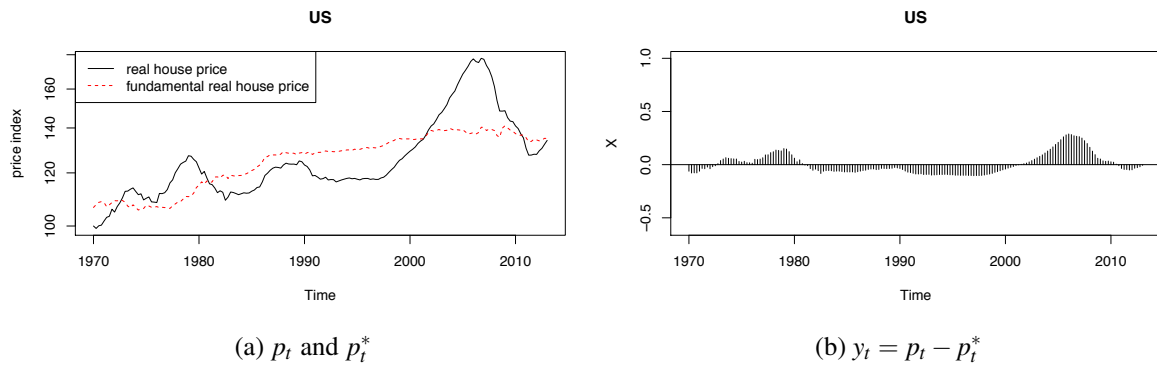 US
real house price
fundamental real house price
price index
160
140
120
100
1970
1980
1990
2000
2010
Time
(a) pₜ and pₜ*
US
X
1.0
0.5
0.0
−0.5
1970
1980
1990
2000
2010
Time
(b) yₜ = pₜ − pₜ*